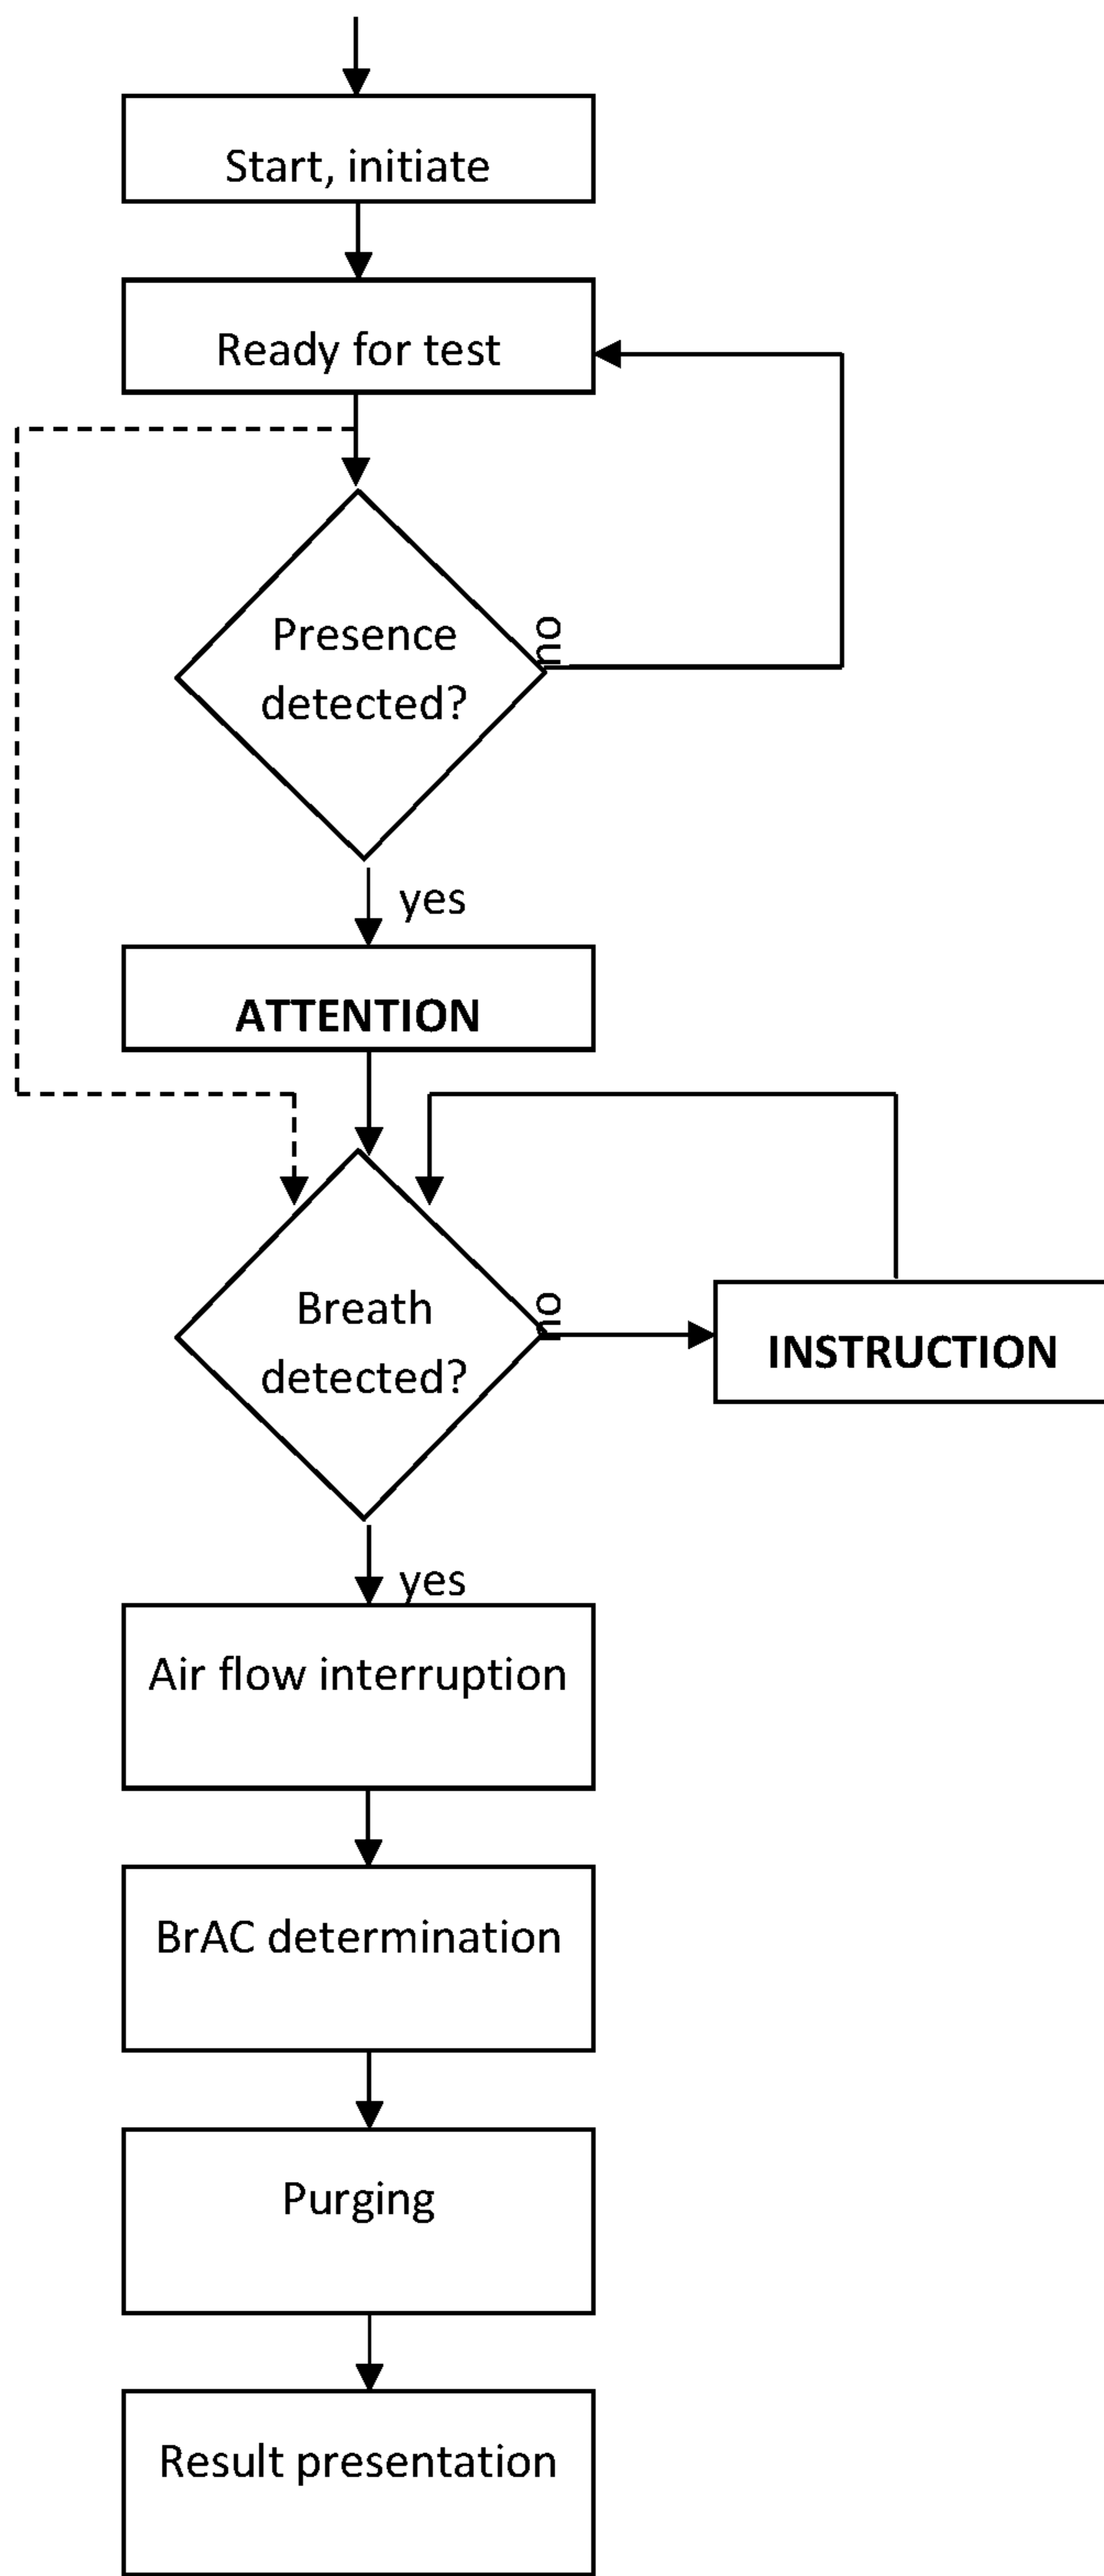 Start, initiate
Ready for test
Presence
detected?
no
yes
ATTENTION
Breath
detected?
no
INSTRUCTION
yes
Air flow interruption
BrAC determination
Purging
Result presentation